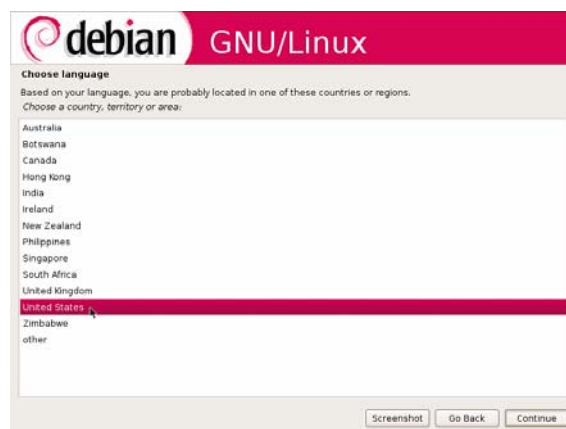 debian GNU/Linux
Choose language
Based on your language, you are probably located in one of these countries or regions.
Choose a country, territory or area:
Australia
Botswana
Canada
Hong Kong
India
Ireland
New Zealand
Philippines
Singapore
South Africa
United Kingdom
United States
Zimbabwe
other
Screenshot Go Back Continue